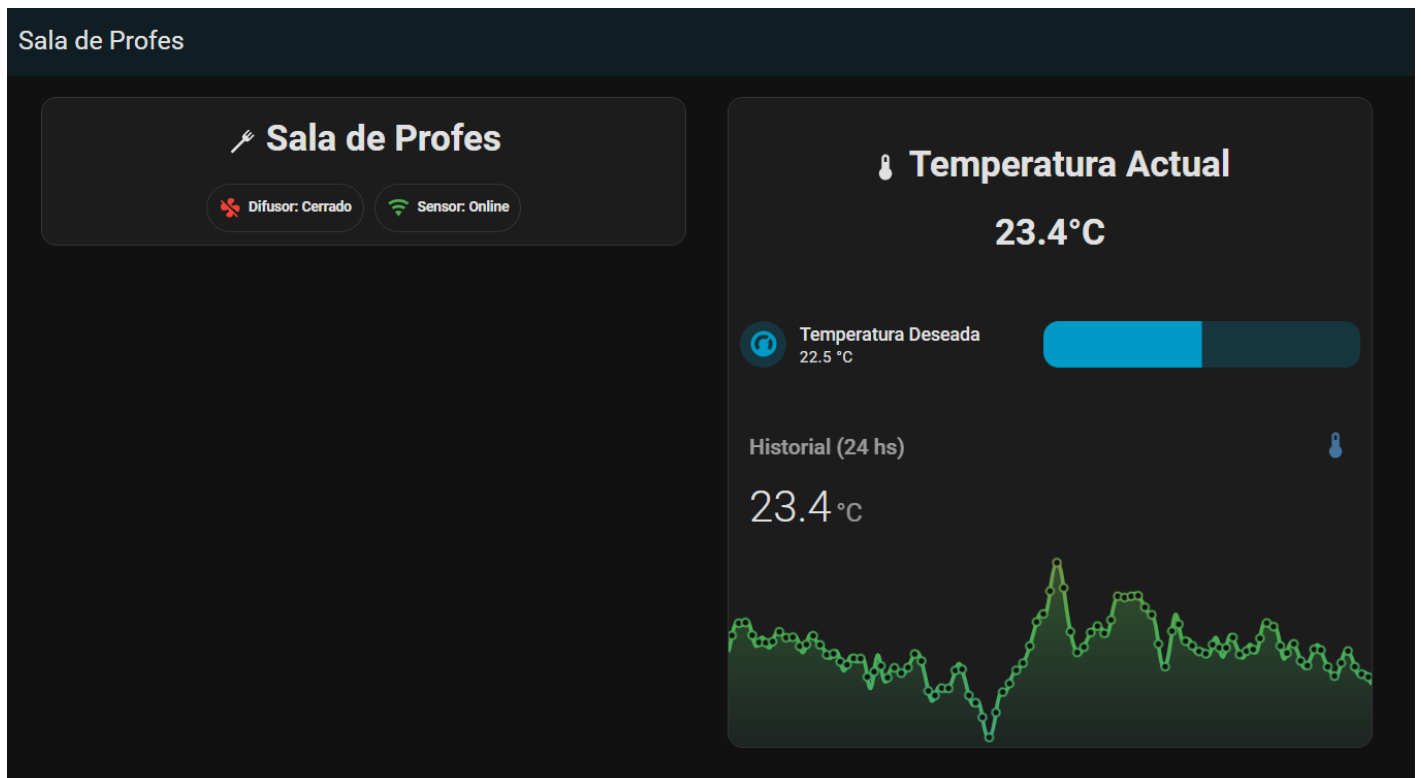 Sala de Profes
Sala de Profes
Difusor: Cerrado
Sensor: Online
Temperatura Actual
23.4°C
Temperatura Deseada
22.5 °C
Historial (24 hs)
23.4 °C